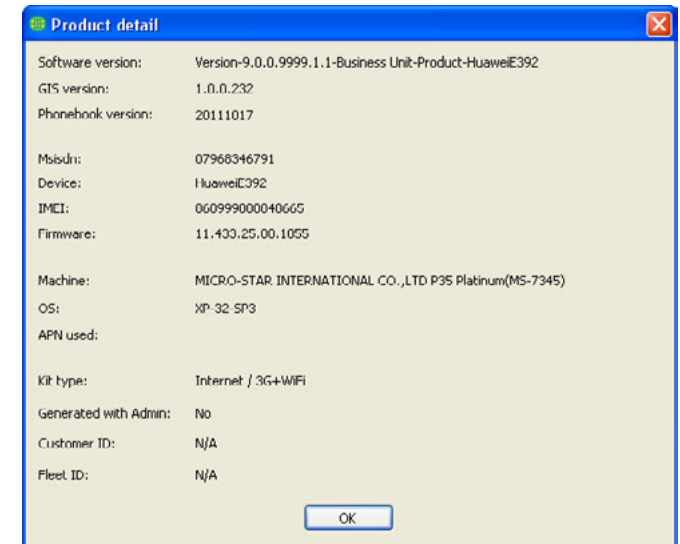 Product detail
Software version: Version-9.0.0.9999.1.1-Business Unit-Product-HuaweiE392
GIS version: 1.0.0.232
Phonebook version: 20111017
Msisdn: 07968346791
Device: HuaweiE392
IMEI: 860999000040665
Firmware: 11.433.25.00.1055
Machine: MICRO-STAR INTERNATIONAL CO.,LTD P35 Platinum(MS-7345)
OS: XP-32-SP3
APN used:
Kit type: Internet / 3G+WiFi
Generated with Admin: No
Customer ID: N/A
Fleet ID: N/A
OK